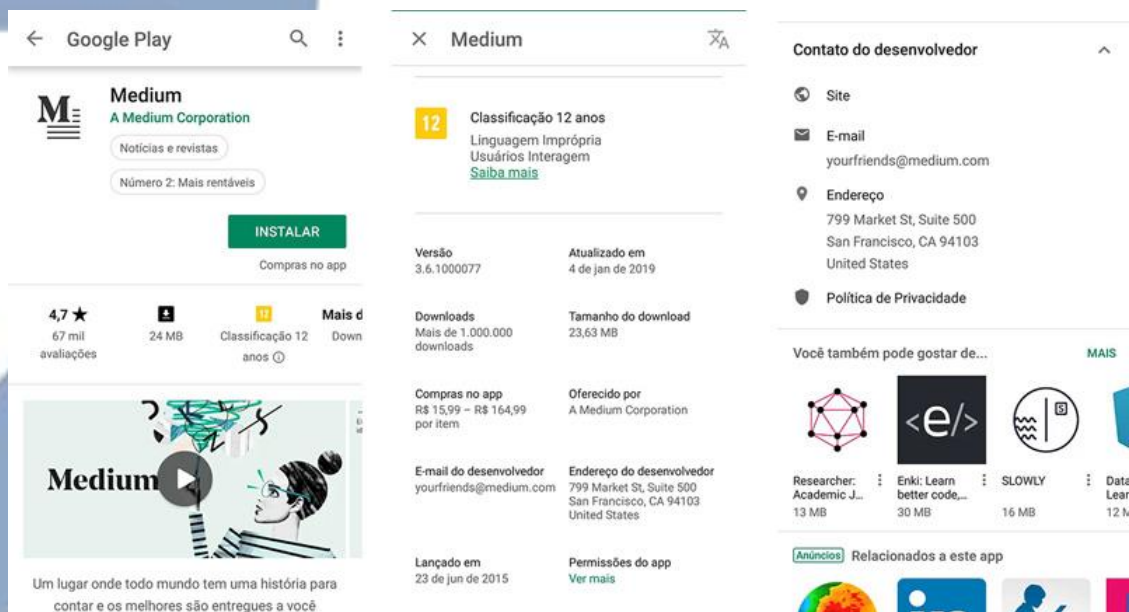 Google Play
M
Medium
A Medium Corporation
Notícias e revistas
Número 2: Mais rentáveis
INSTALAR
Compras no app
4,7 ★
67 mil
avaliações
24 MB
12
Classificação 12
anos
Mais d
Down
Medium
Um lugar onde todo mundo tem uma história para
contar e os melhores são entregues a você
Medium
12
Classificação 12 anos
Linguagem Imprópria
Usuários Interagem
Saiba mais
Versão
3.6.1000077
Atualizado em
4 de jan de 2019
Downloads
Mais de 1.000.000
downloads
Tamanho do download
23,63 MB
Compras no app
R$ 15,99 – R$ 164,99
por item
Oferecido por
A Medium Corporation
E-mail do desenvolvedor
yourfriends@medium.com
Endereço do desenvolvedor
799 Market St, Suite 500
San Francisco, CA 94103
United States
Lançado em
23 de jun de 2015
Permissões do app
Ver mais
Contato do desenvolvedor
Site
E-mail
yourfriends@medium.com
Endereço
799 Market St, Suite 500
San Francisco, CA 94103
United States
Política de Privacidade
Você também pode gostar de...
MAIS
<e/>
S
Researcher:
Academic J...
13 MB
Enki: Learn
better code,...
30 MB
SLOWLY
16 MB
Data
Lear
12 M
Anúncios Relacionados a este app